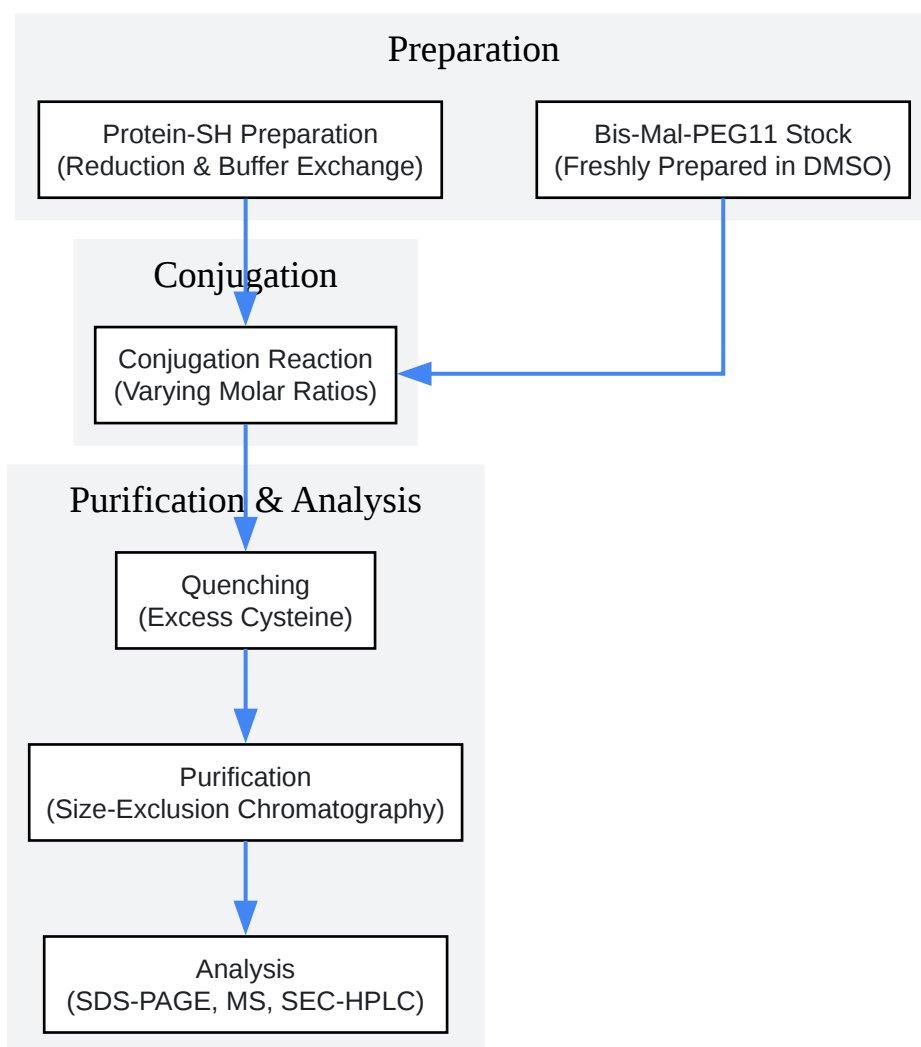 Preparation
Protein-SH Preparation
(Reduction & Buffer Exchange)
Bis-Mal-PEG11 Stock
(Freshly Prepared in DMSO)
Conjugation
Conjugation Reaction
(Varying Molar Ratios)
Purification & Analysis
Quenching
(Excess Cysteine)
Purification
(Size-Exclusion Chromatography)
Analysis
(SDS-PAGE, MS, SEC-HPLC)